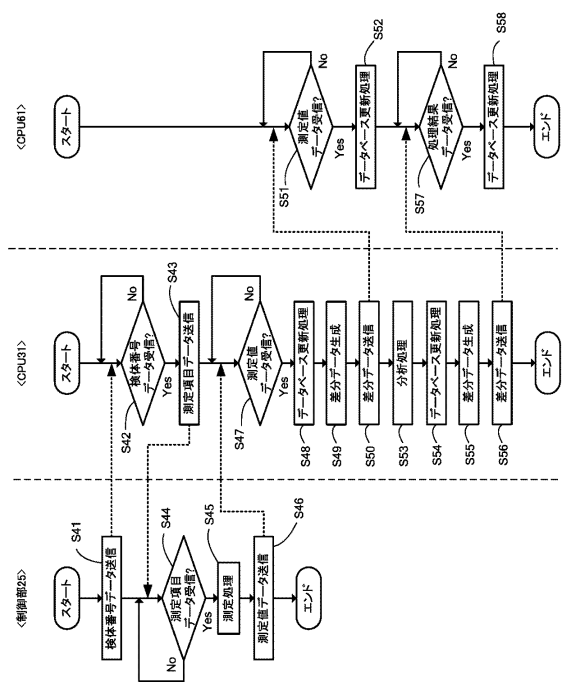 <制御部25>
スタート
S41
検体番号データ送信
S44
測定項目
データ受信?
No
Yes
S45
測定処理
S46
測定値データ送信
エンド
<CPU31>
スタート
S42
検体番号
データ受信?
No
Yes
S43
測定項目データ送信
S47
測定値
データ受信?
No
Yes
S48
データベース更新処理
S49
差分データ生成
S50
差分データ送信
S53
分析処理
S54
データベース更新処理
S55
差分データ生成
S56
差分データ送信
エンド
<CPU61>
スタート
S51
測定値
データ受信?
No
Yes
S52
データベース更新処理
S57
処理結果
データ受信?
No
Yes
S58
データベース更新処理
エンド